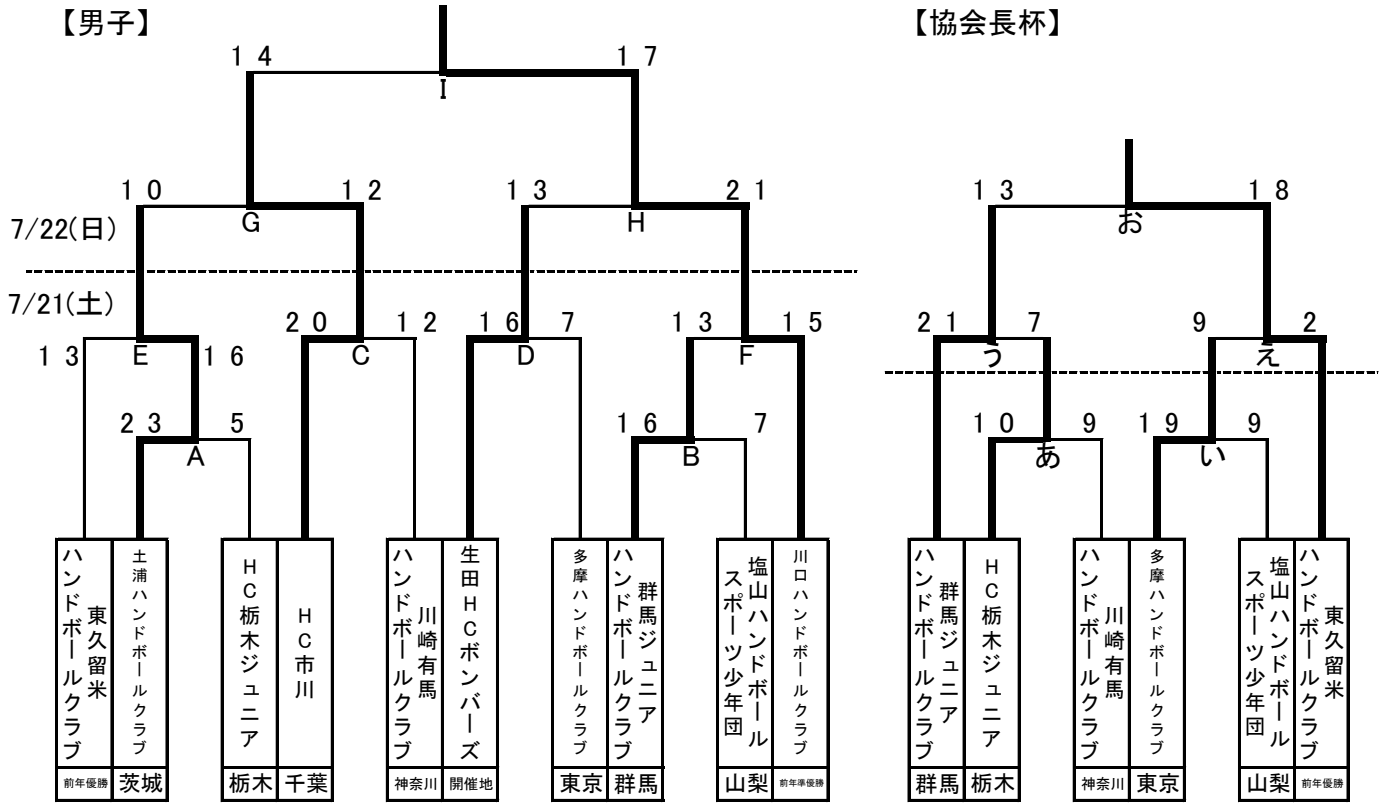 【男子】
【協会長杯】
14 17
I
10 12 13 21
G H
13 18
お
7/22(日)
7/21(土)
20 12 16 7 13 15
13 E 16 C D F
21 7 9 2
う え
23 5 16 7
A B
10 9 19 9
あ い
東久留米
ハンドボールクラブ
前年優勝
土浦ハンドボールクラブ
茨城
HC栃木ジュニア
栃木
HC市川
千葉
川崎有馬
ハンドボールクラブ
神奈川
生田HCボンバーズ
開催地
多摩ハンドボールクラブ
東京
群馬ジュニア
ハンドボールクラブ
群馬
塩山ハンドボール
スポーツ少年団
山梨
川口ハンドボールクラブ
前年準優勝
群馬ジュニア
ハンドボールクラブ
群馬
HC栃木ジュニア
栃木
川崎有馬
ハンドボールクラブ
神奈川
多摩ハンドボールクラブ
東京
塩山ハンドボール
スポーツ少年団
山梨
東久留米
ハンドボールクラブ
前年優勝